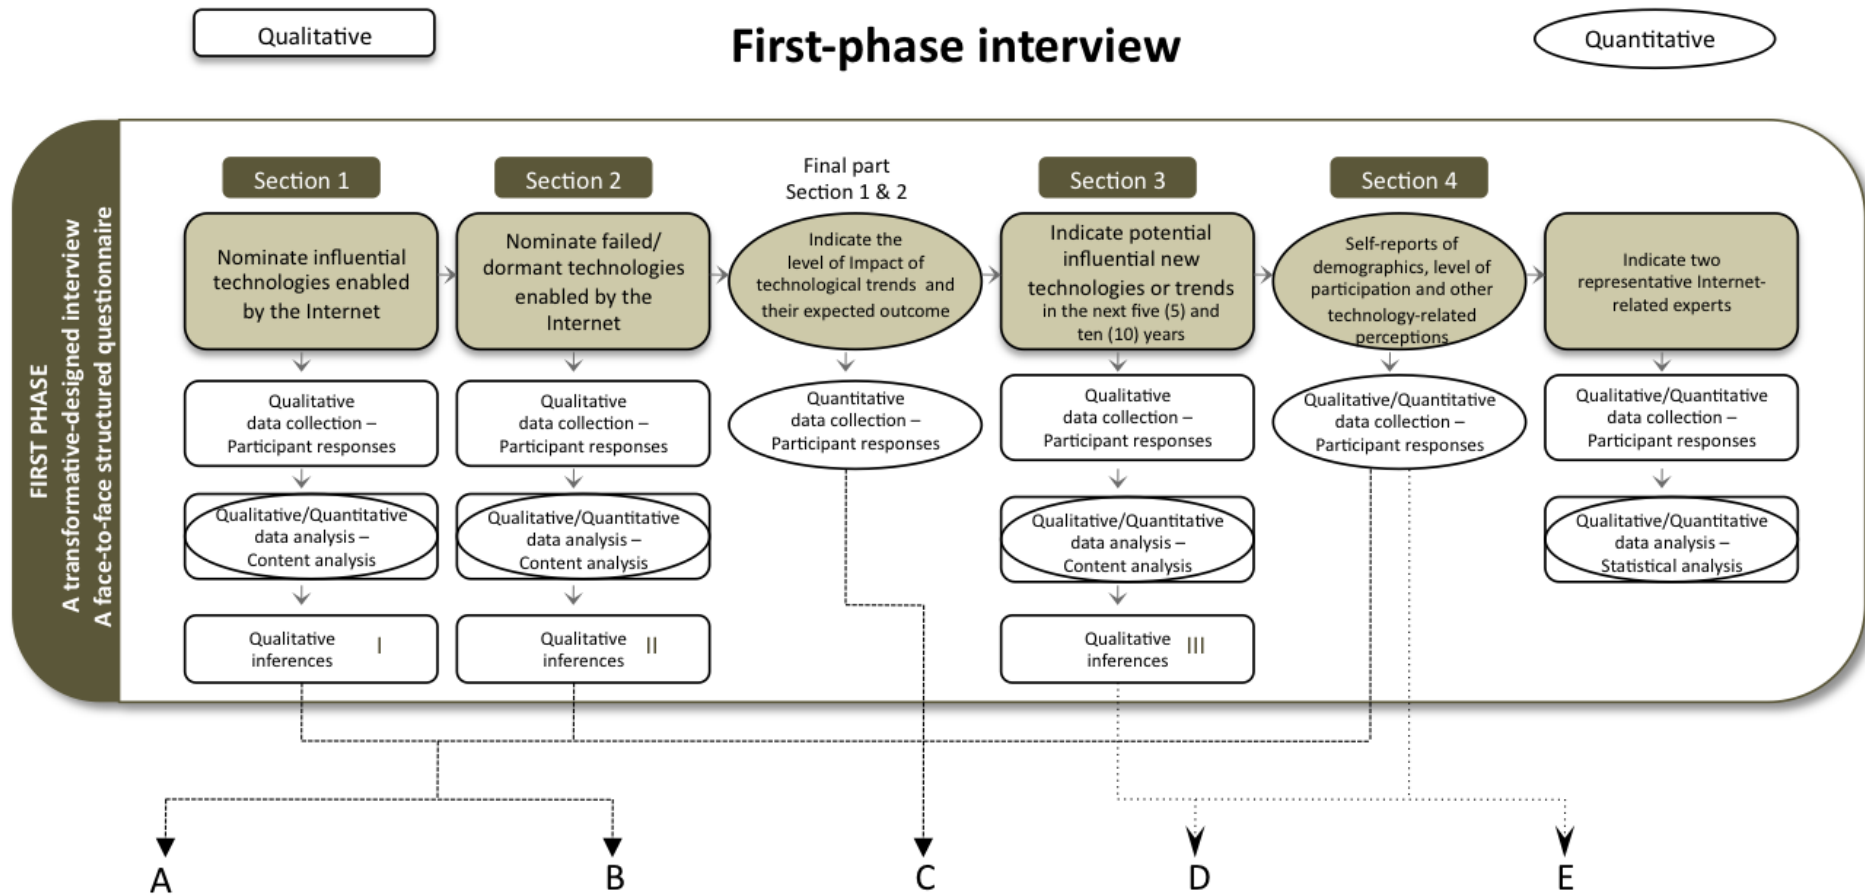 Qualitative
First-phase interview
Quantitative
FIRST PHASE
A transformative-designed interview
A face-to-face structured questionnaire
Section 1
Nominate influential
technologies enabled
by the Internet
Qualitative
data collection –
Participant responses
Qualitative/Quantitative
data analysis –
Content analysis
Qualitative
inferences
I
Section 2
Nominate failed/
dormant technologies
enabled by the
Internet
Qualitative
data collection –
Participant responses
Qualitative/Quantitative
data analysis –
Content analysis
Qualitative
inferences
II
Final part
Section 1 & 2
Indicate the
level of Impact of
technological trends and
their expected outcome
Quantitative
data collection –
Participant responses
Section 3
Indicate potential
influential new
technologies or trends
in the next five (5) and
ten (10) years
Qualitative
data collection –
Participant responses
Qualitative/Quantitative
data analysis –
Content analysis
Qualitative
inferences
III
Section 4
Self-reports of
demographics, level of
participation and other
technology-related
perceptions
Qualitative/Quantitative
data collection –
Participant responses
Indicate two
representative Internet-
related experts
Qualitative/Quantitative
data collection –
Participant responses
Qualitative/Quantitative
data analysis –
Statistical analysis
A
B
C
D
E